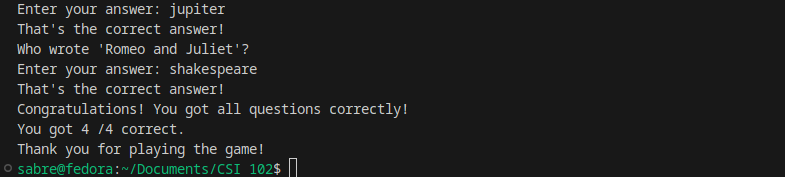 Enter your answer: jupiter
That's the correct answer!
Who wrote 'Romeo and Juliet'?
Enter your answer: shakespeare
That's the correct answer!
Congratulations! You got all questions correctly!
You got 4 /4 correct.
Thank you for playing the game!
sabre@fedora:~/Documents/CSI 102$